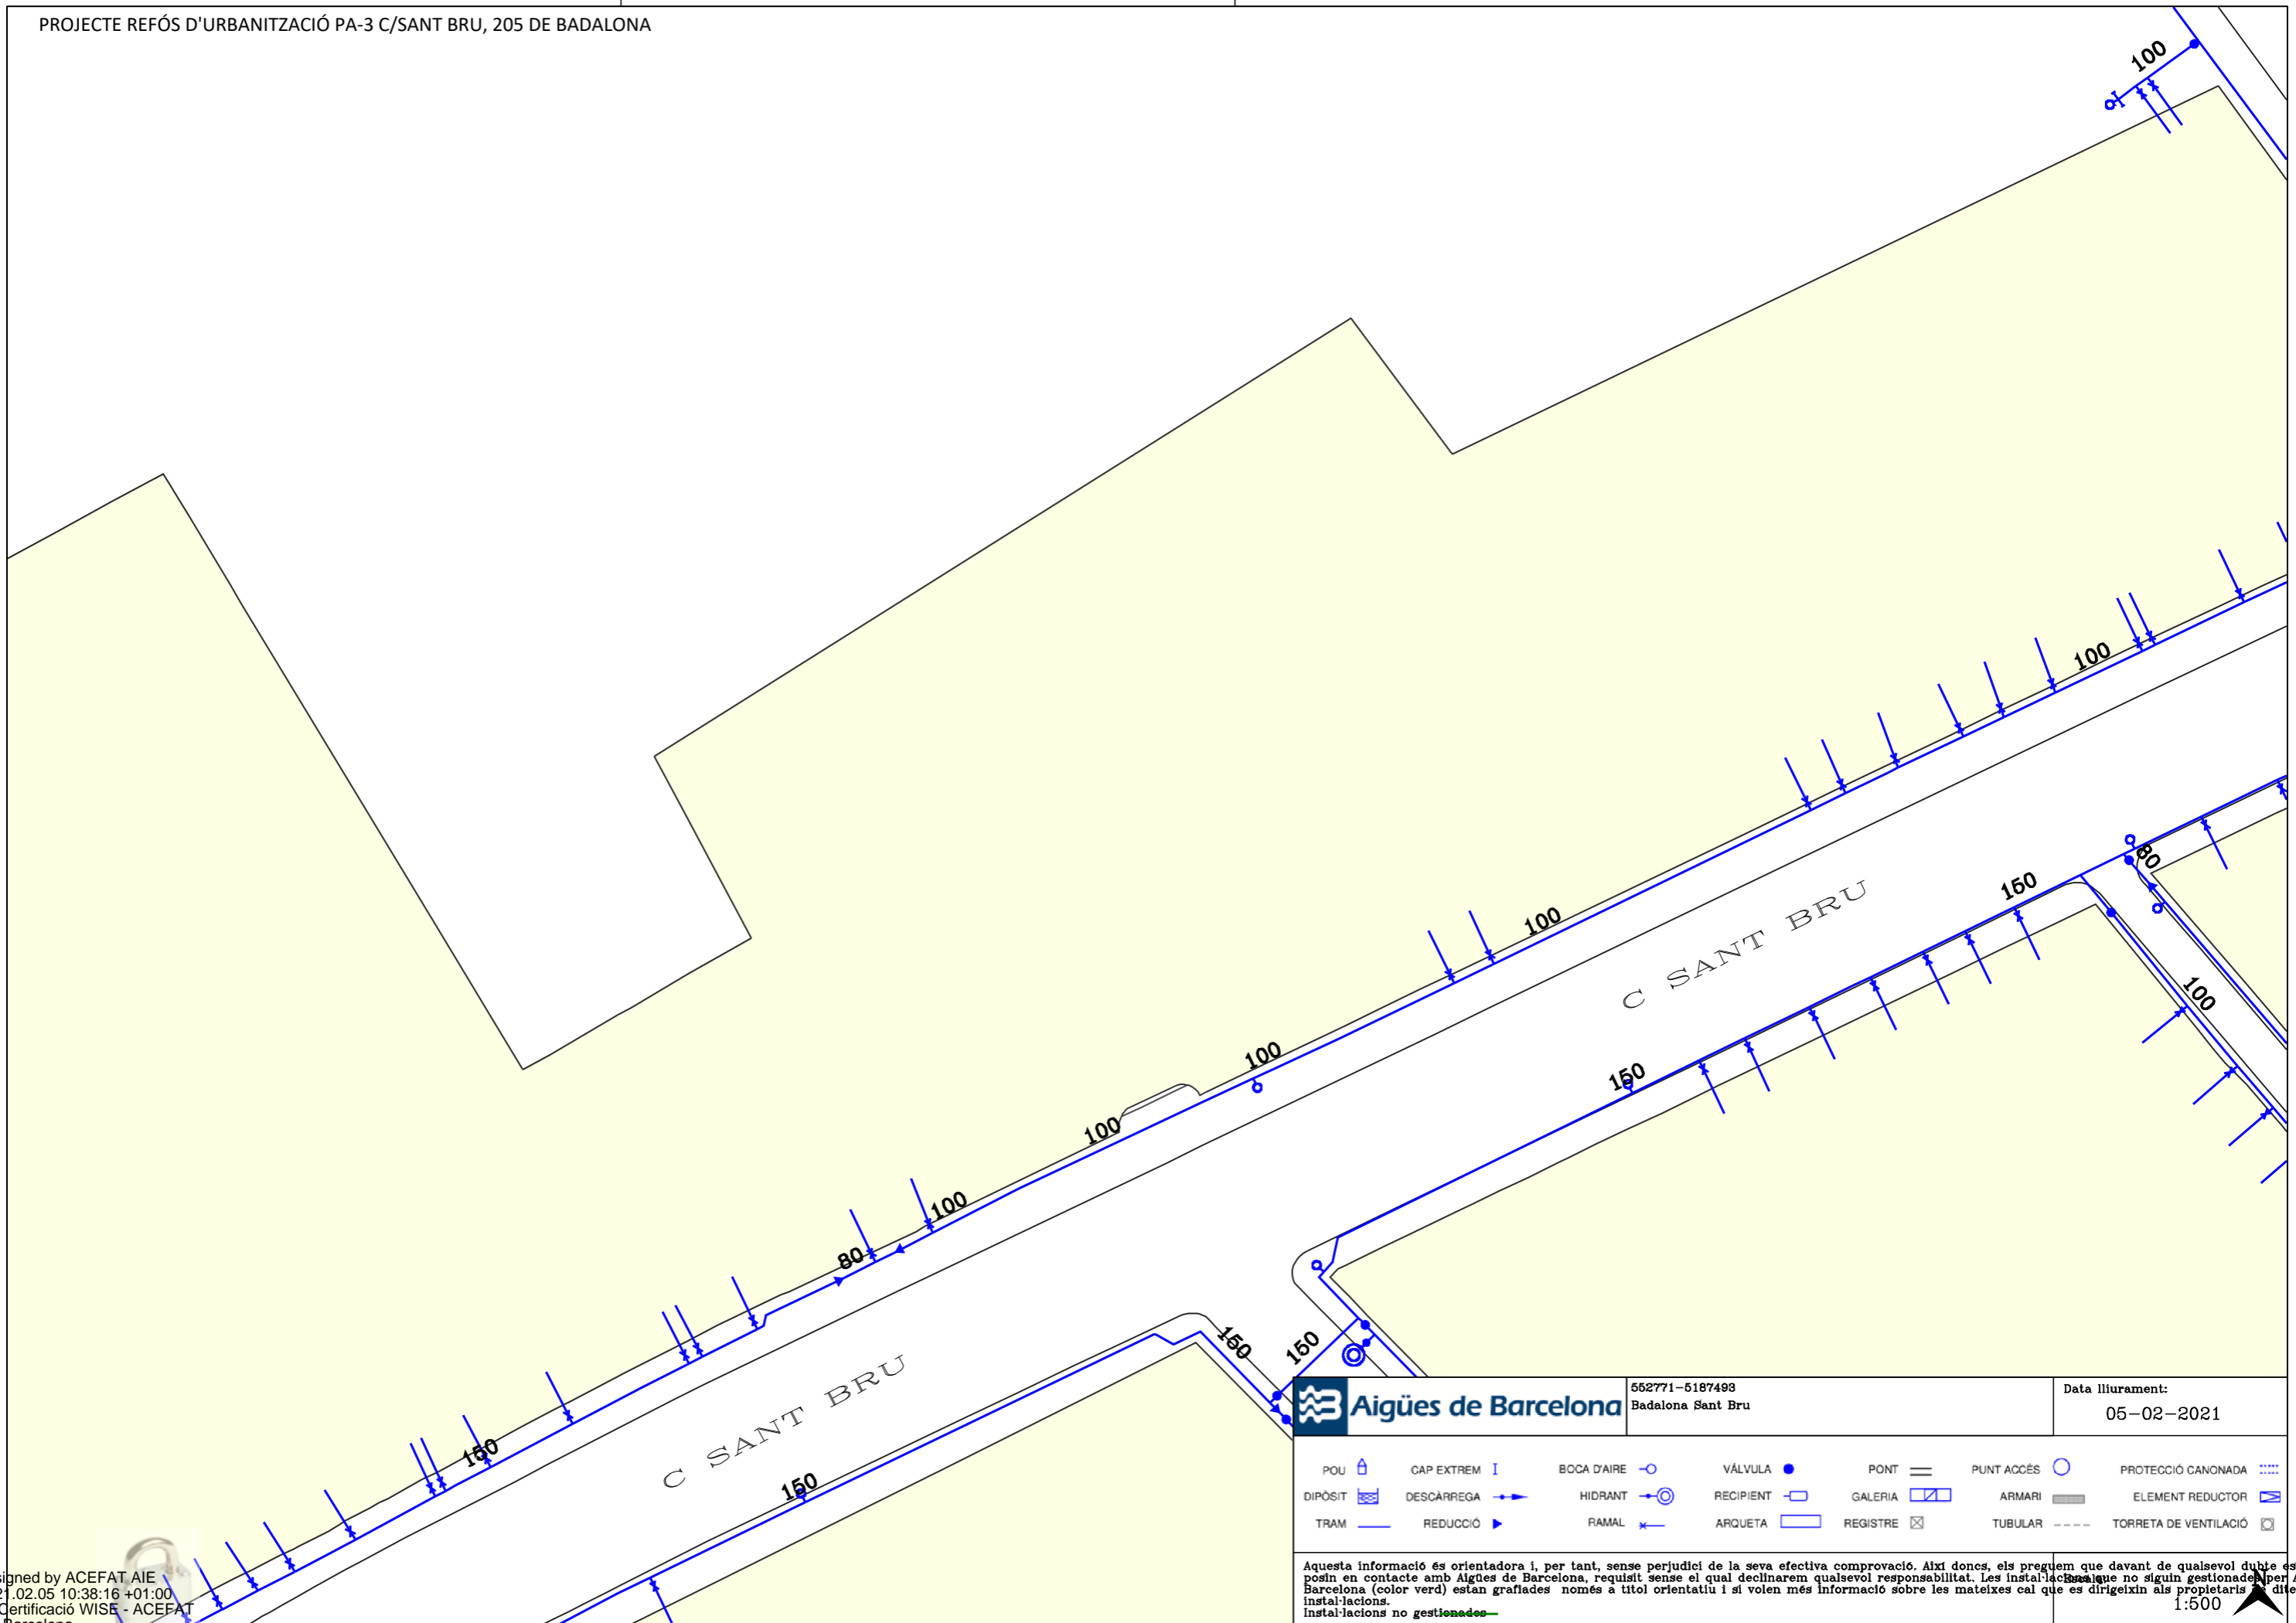 PROJECTE REFÓS D'URBANITZACIÓ PA-3 C/SANT BRU, 205 DE BADALONA
100
100
100
C SANT BRU
150
80
100
100
150
100
100
80
150
150
C SANT BRU
150
150
Aigües de Barcelona
552771-5187493
Badalona Sant Bru
Data lliurament:
05-02-2021
POU CAP EXTREM BOCA D'AIRE VÁLVULA PONT PUNT ACCÉS PROTECCIÓ CANONADA
DIPÒSIT DESCÀRREGA HIDRANT RECIPIENT GALERIA ARMARI ELEMENT REDUCTOR
TRAM REDUCCIÓ RAMAL ARQUETA REGISTRE TUBULAR TORRETA DE VENTILACIÓ
Aquesta informació és orientadora i, per tant, sense perjudici de la seva efectiva comprovació. Així doncs, els preguem que davant de qualsevol dubte es
posin en contacte amb Aigües de Barcelona, requisit sense el qual declinarem qualsevol responsabilitat. Les instal·lacions que no siguin gestionades per
Barcelona (color verd) estan grafiades només a títol orientatiu i si volen més informació sobre les mateixes cal que es dirigeixin als propietaris
instal·lacions.
Instal·lacions no gestionades
1:500
N
igned by ACEFAT AIE
21.02.05 10:38:16 +01:00
Certificació WISE - ACEFAT
Barcelona